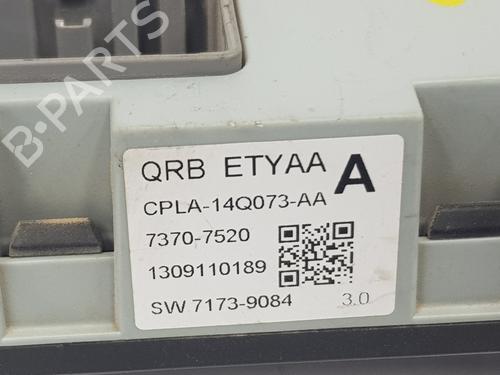 B-PARTS
QRB ETYAA A
CPLA-14Q073-AA
7370-7520
1309110189
SW 7173-9084 3.0